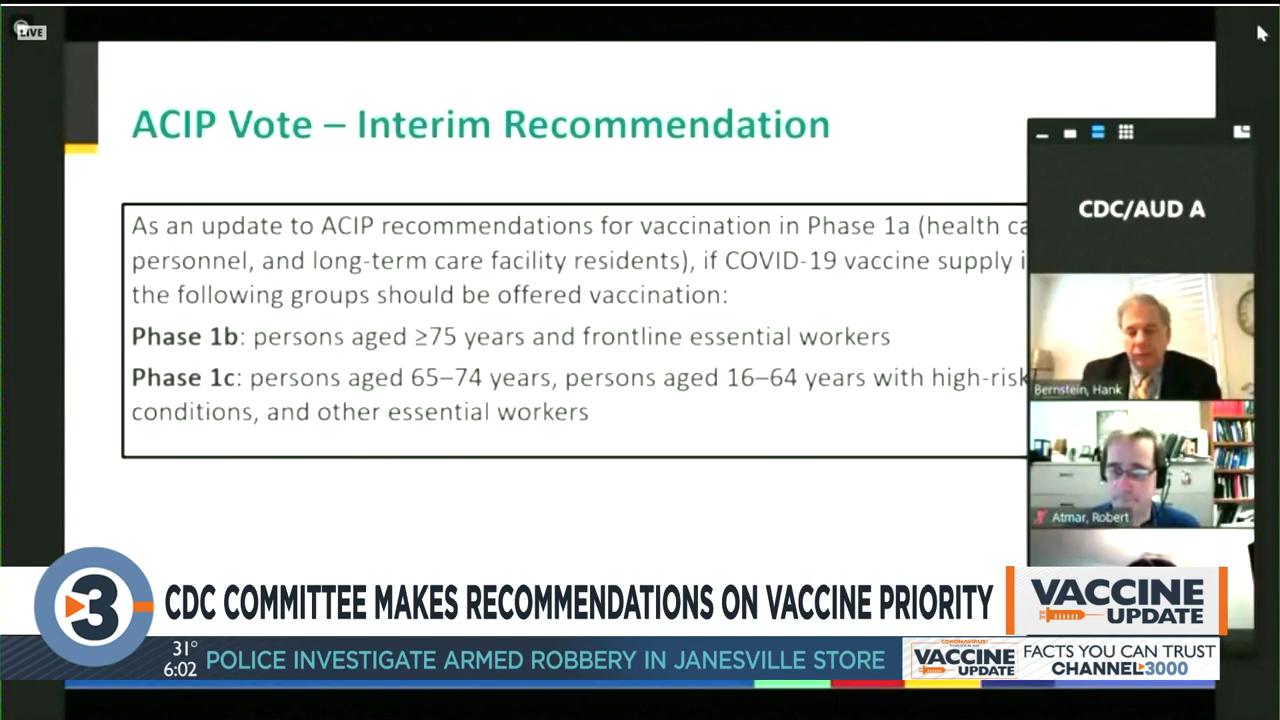 LIVE
ACIP Vote – Interim Recommendation
As an update to ACIP recommendations for vaccination in Phase 1a (health ca
personnel, and long-term care facility residents), if COVID-19 vaccine supply i
the following groups should be offered vaccination:
Phase 1b: persons aged ≥75 years and frontline essential workers
Phase 1c: persons aged 65–74 years, persons aged 16–64 years with high-risk
conditions, and other essential workers
CDC/AUD A
Bernstein, Hank
Atmar, Robert
3
CDC COMMITTEE MAKES RECOMMENDATIONS ON VACCINE PRIORITY
VACCINE
UPDATE
31°
6:02
POLICE INVESTIGATE ARMED ROBBERY IN JANESVILLE STORE
CORONAVIRUS
VACCINE
UPDATE
FACTS YOU CAN TRUST
CHANNEL3000